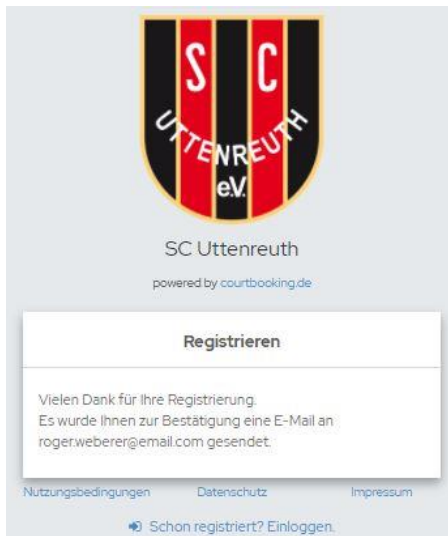 S C
UTTENREUTH
e.V.
SC Uttenreuth
powered by courtbooking.de
Registrieren
Vielen Dank für Ihre Registrierung.
Es wurde Ihnen zur Bestätigung eine E-Mail an
roger.weberer@email.com gesendet.
Nutzungsbedingungen Datenschutz Impressum
Schon registriert? Einloggen.